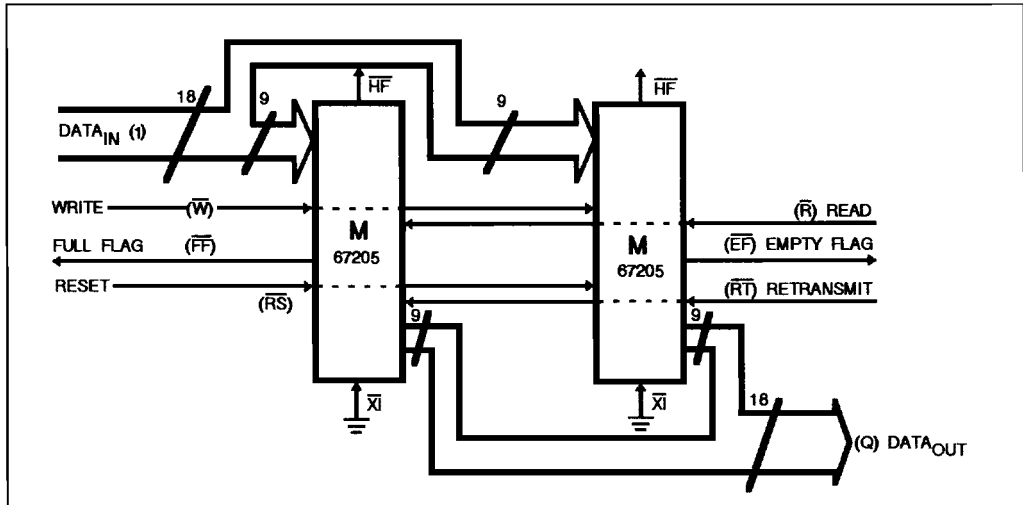 HF
HF
18
9
9
DATAIN (1)
M
67205
M
67205
WRITE (W)
(R) READ
FULL FLAG (FF)
(EF) EMPTY FLAG
RESET
(RS)
(RT) RETRANSMIT
9
9
XI
XI
18
(Q) DATAOUT